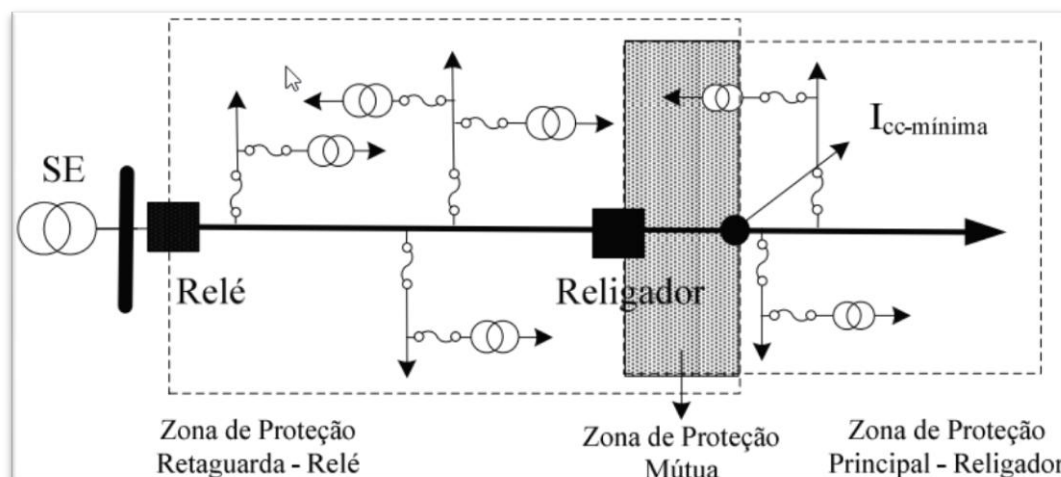 SE
I cc-mínima
Relé
Religador
Zona de Proteção
Retaguarda - Relé
Zona de Proteção
Mútua
Zona de Proteção
Principal - Religador